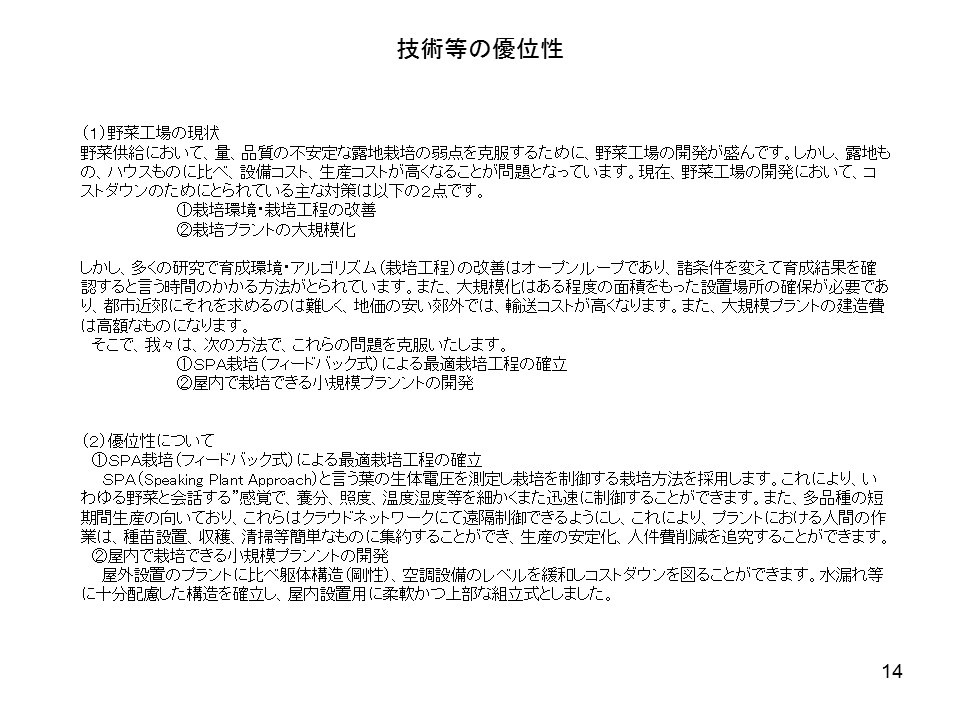 技術等の優位性
(1)野菜工場の現状
野菜供給において、量、品質の不安定な露地栽培の弱点を克服するために、野菜工場の開発が盛んです。しかし、露地も
の、ハウスものに比べ、設備コスト、生産コストが高くなることが問題となっています。現在、野菜工場の開発において、コ
ストダウンのためにとられている主な対策は以下の2点です。
①栽培環境・栽培工程の改善
②栽培プラントの大規模化
しかし、多くの研究で育成環境・アルゴリズム(栽培工程)の改善はオープンループであり、諸条件を変えて育成結果を確
認すると言う時間のかかる方法がとられています。また、大規模化はある程度の面積をもった設置場所の確保が必要であ
り、都市近郊にそれを求めるのは難しく、地価の安い郊外では、輸送コストが高くなります。また、大規模プラントの建造費
は高額なものになります。
そこで、我々は、次の方法で、これらの問題を克服いたします。
①SPA栽培(フィードバック式)による最適栽培工程の確立
②屋内で栽培できる小規模プランントの開発
(2)優位性について
①SPA栽培(フィードバック式)による最適栽培工程の確立
SPA(Speaking Plant Approach)と言う葉の生体電圧を測定し栽培を制御する栽培方法を採用します。これにより、い
わゆる野菜と会話する”感覚で、養分、照度、温度湿度等を細かくまた迅速に制御することができます。また、多品種の短
期間生産の向いており、これらはクラウドネットワークにて遠隔制御できるようにし、これにより、プラントにおける人間の作
業は、種苗設置、収穫、清掃等簡単なものに集約することができ、生産の安定化、人件費削減を追究することができます。
②屋内で栽培できる小規模プランントの開発
屋外設置のプラントに比べ躯体構造(剛性)、空調設備のレベルを緩和しコストダウンを図ることができます。水漏れ等
に十分配慮した構造を確立し、屋内設置用に柔軟かつ上部な組立式としました。
14